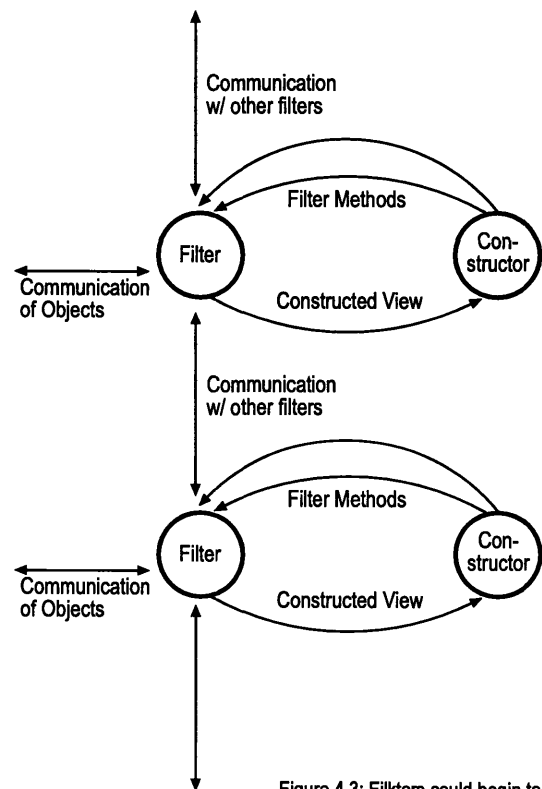 Communication
w/ other filters
Filter Methods
Filter
Con-
structor
Communication
of Objects
Constructed View
Communication
w/ other filters
Filter Methods
Filter
Con-
structor
Communication
of Objects
Constructed View
Figure 4.3: Filkters could begin to